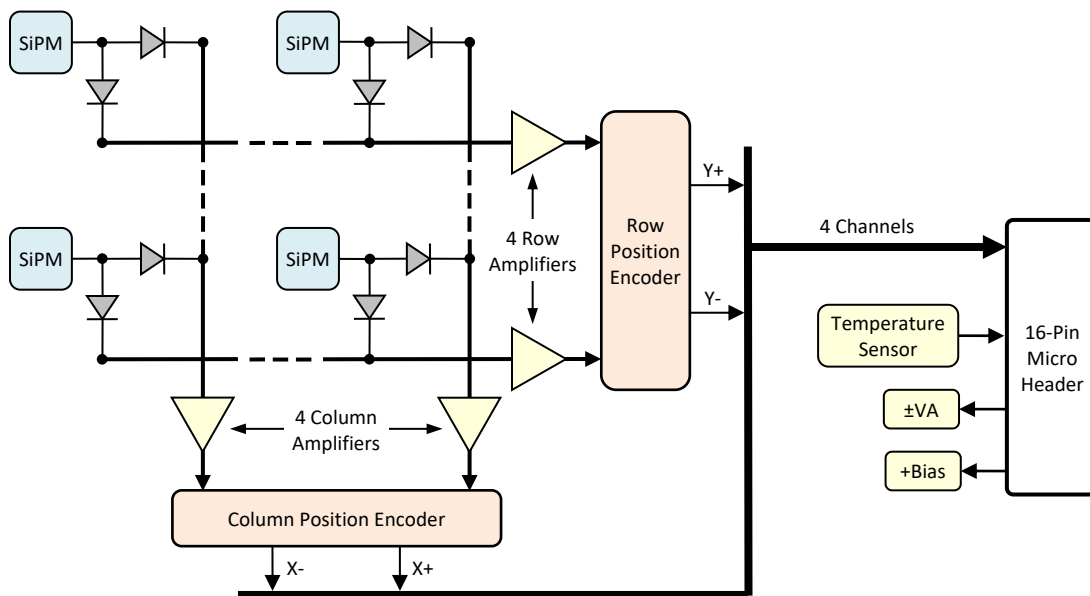 SiPM
SiPM
Y+
4 Channels
Row
Position
Encoder
4 Row
Amplifiers
SiPM
SiPM
Y-
Temperature
Sensor
16-Pin
Micro
Header
±VA
4 Column
Amplifiers
+Bias
Column Position Encoder
X-
X+